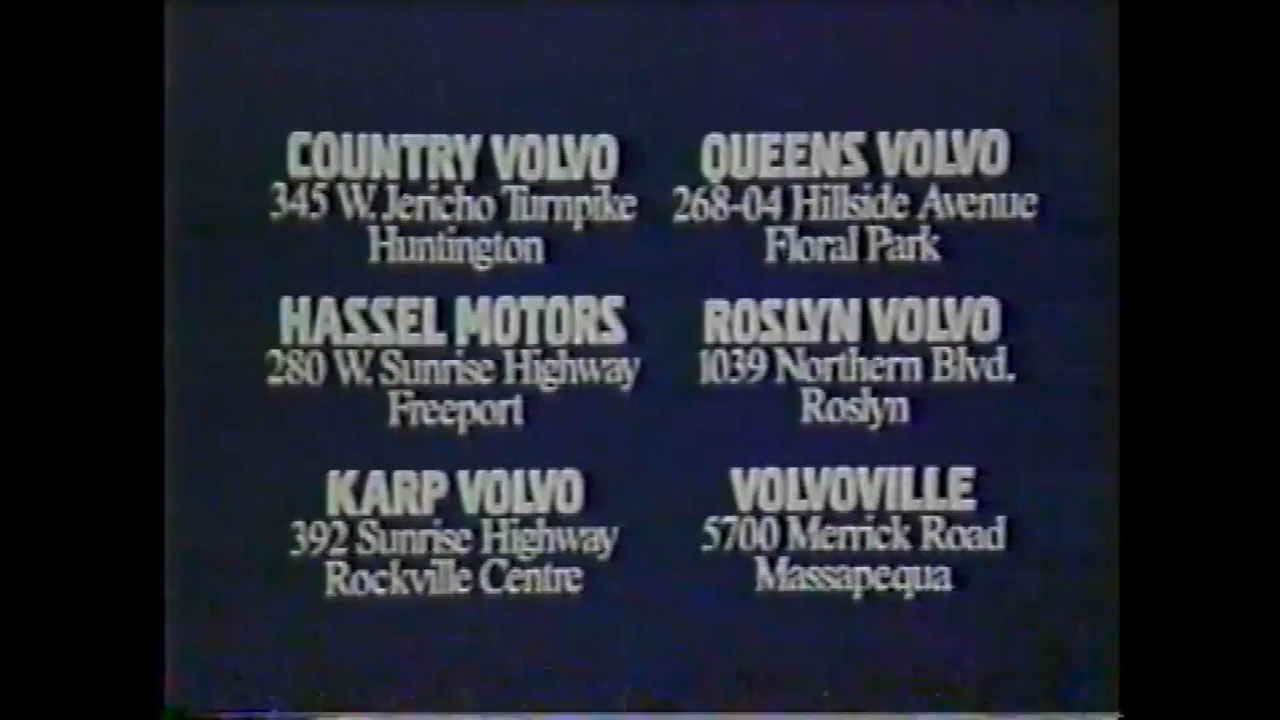 COUNTRY VOLVO
345 W. Jericho Turnpike
Huntington
QUEENS VOLVO
268-04 Hillside Avenue
Floral Park
HASSEL MOTORS
280 W. Sunrise Highway
Freeport
ROSLYN VOLVO
1039 Northern Blvd.
Roslyn
KARP VOLVO
392 Sunrise Highway
Rockville Centre
VOLVOVILLE
5700 Merrick Road
Massapequa